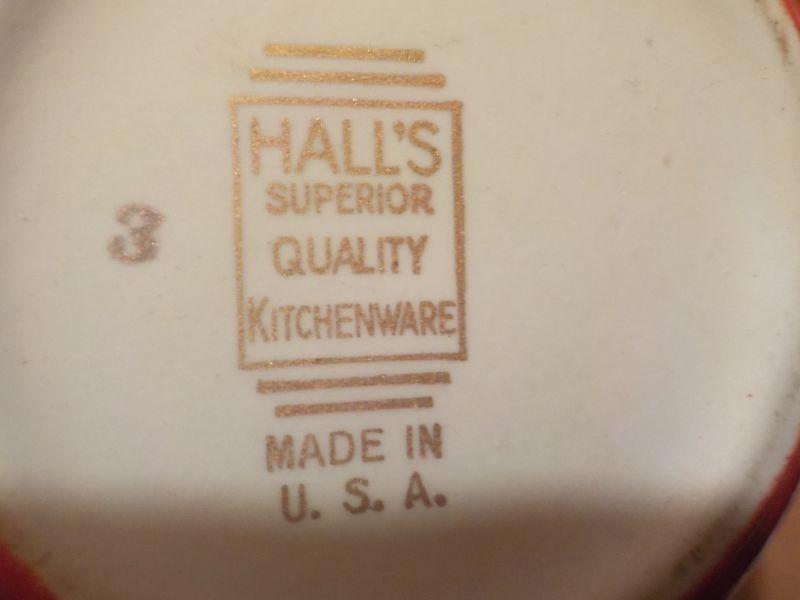 HALL'S
SUPERIOR
QUALITY
KITCHENWARE
3
MADE IN
U. S. A.